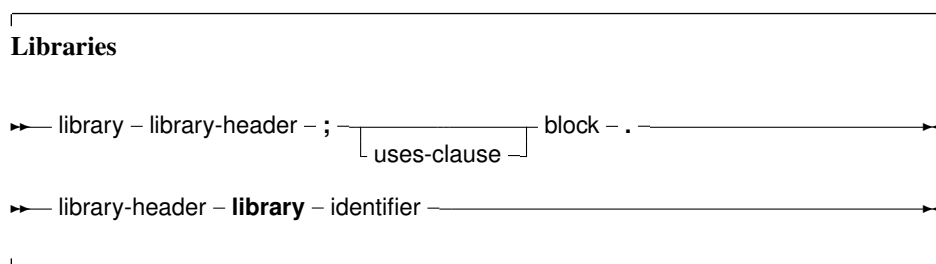 Libraries
library – library-header – ; block – .
uses-clause
library-header – library – identifier